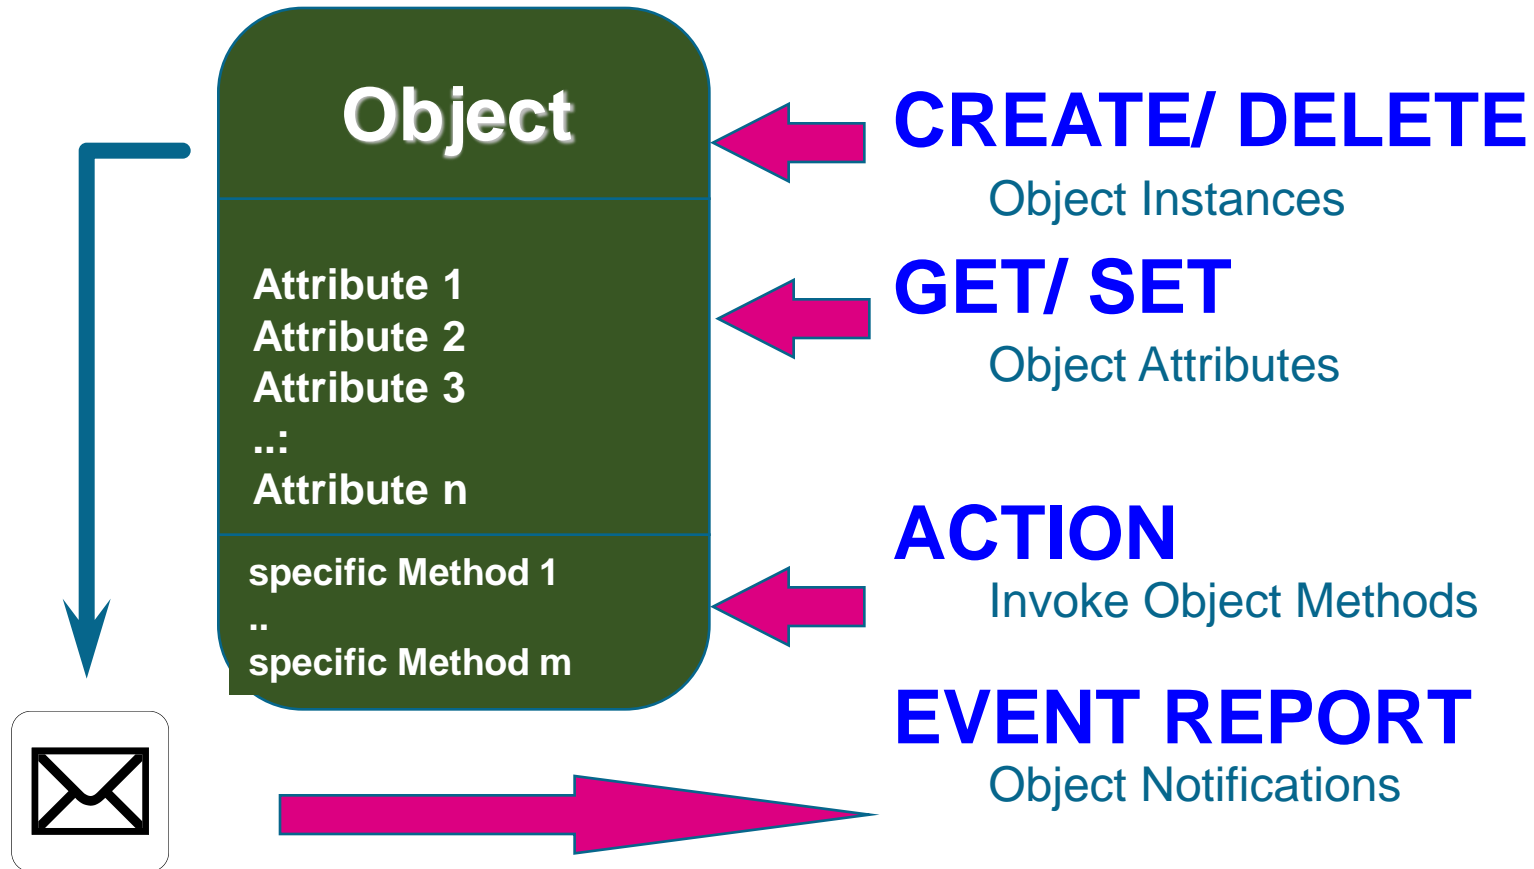 Object
Attribute 1
Attribute 2
Attribute 3
..:
Attribute n
specific Method 1
..
specific Method m
CREATE/ DELETE
Object Instances
GET/ SET
Object Attributes
ACTION
Invoke Object Methods
EVENT REPORT
Object Notifications